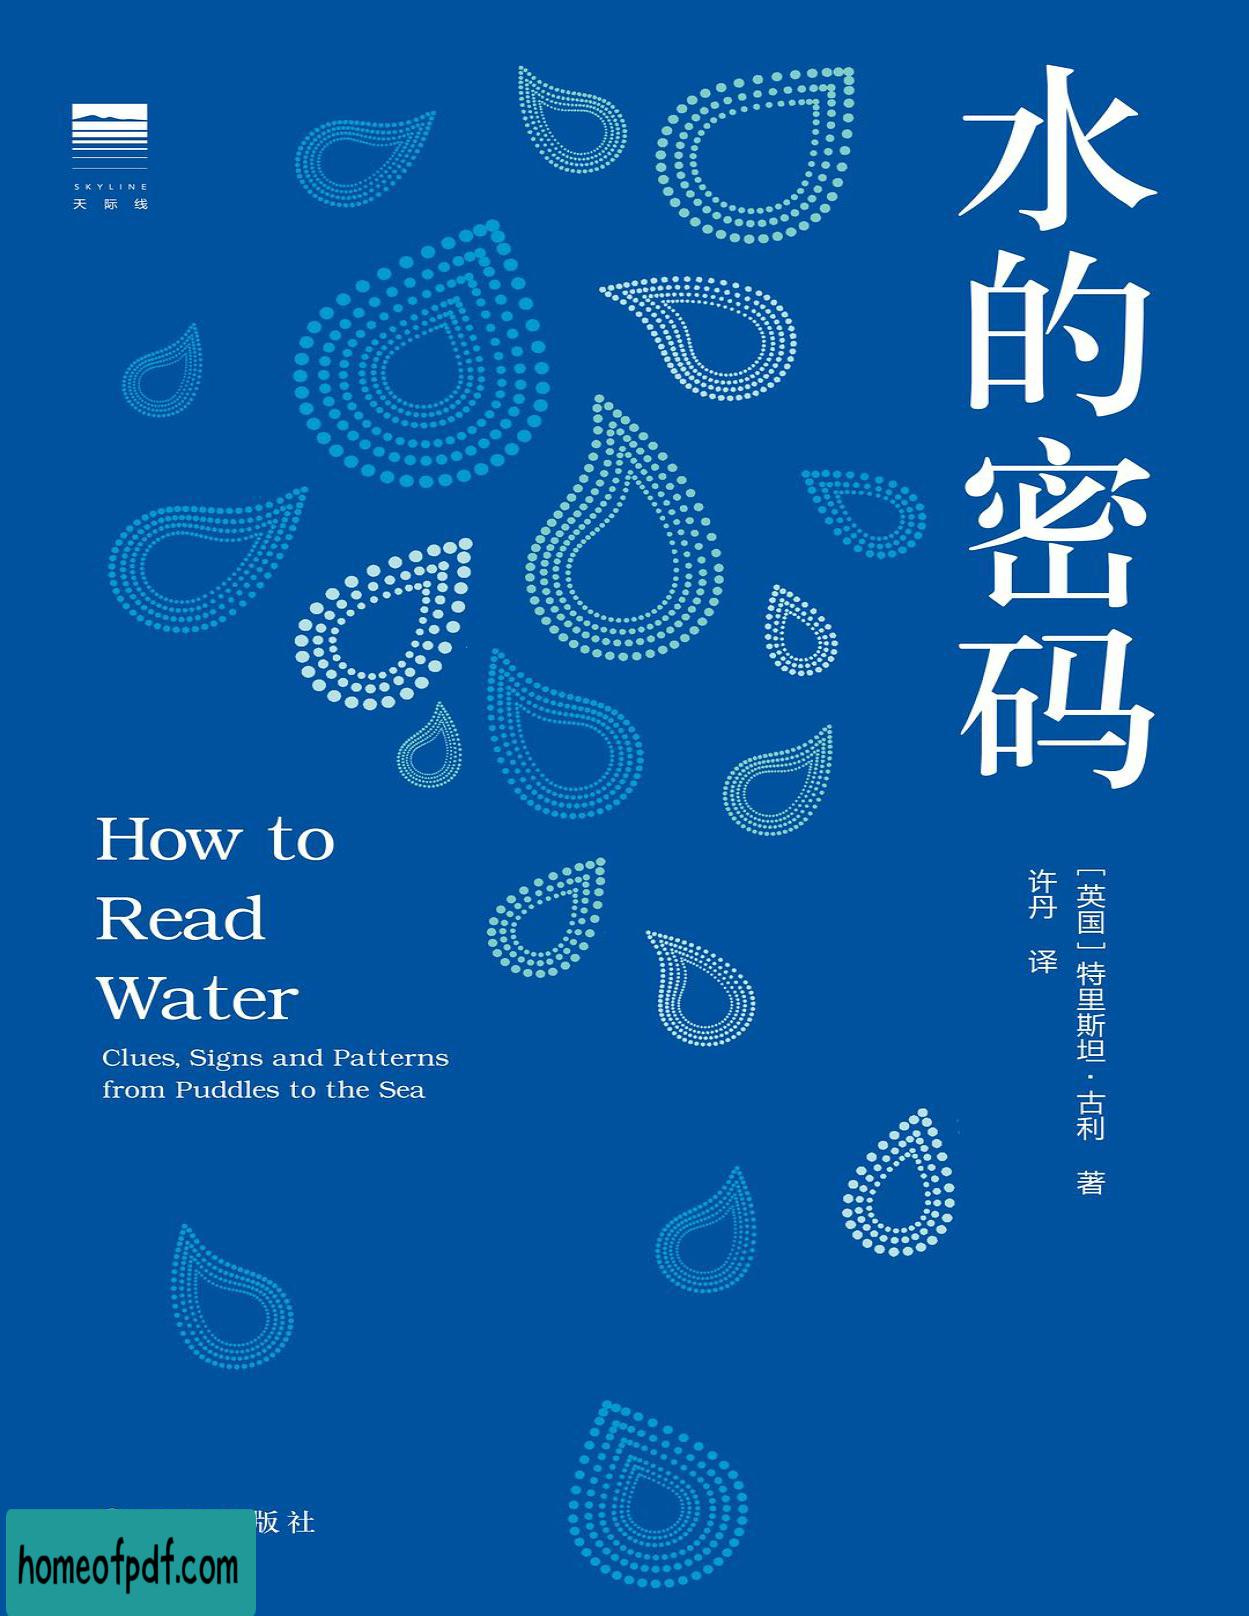 SKYLINE
天际线
水的密码
[英国]特里斯坦·古利 著
许丹 译
How to
Read
Water
Clues, Signs and Patterns
from Puddles to the Sea
版社
homeofpdf.com